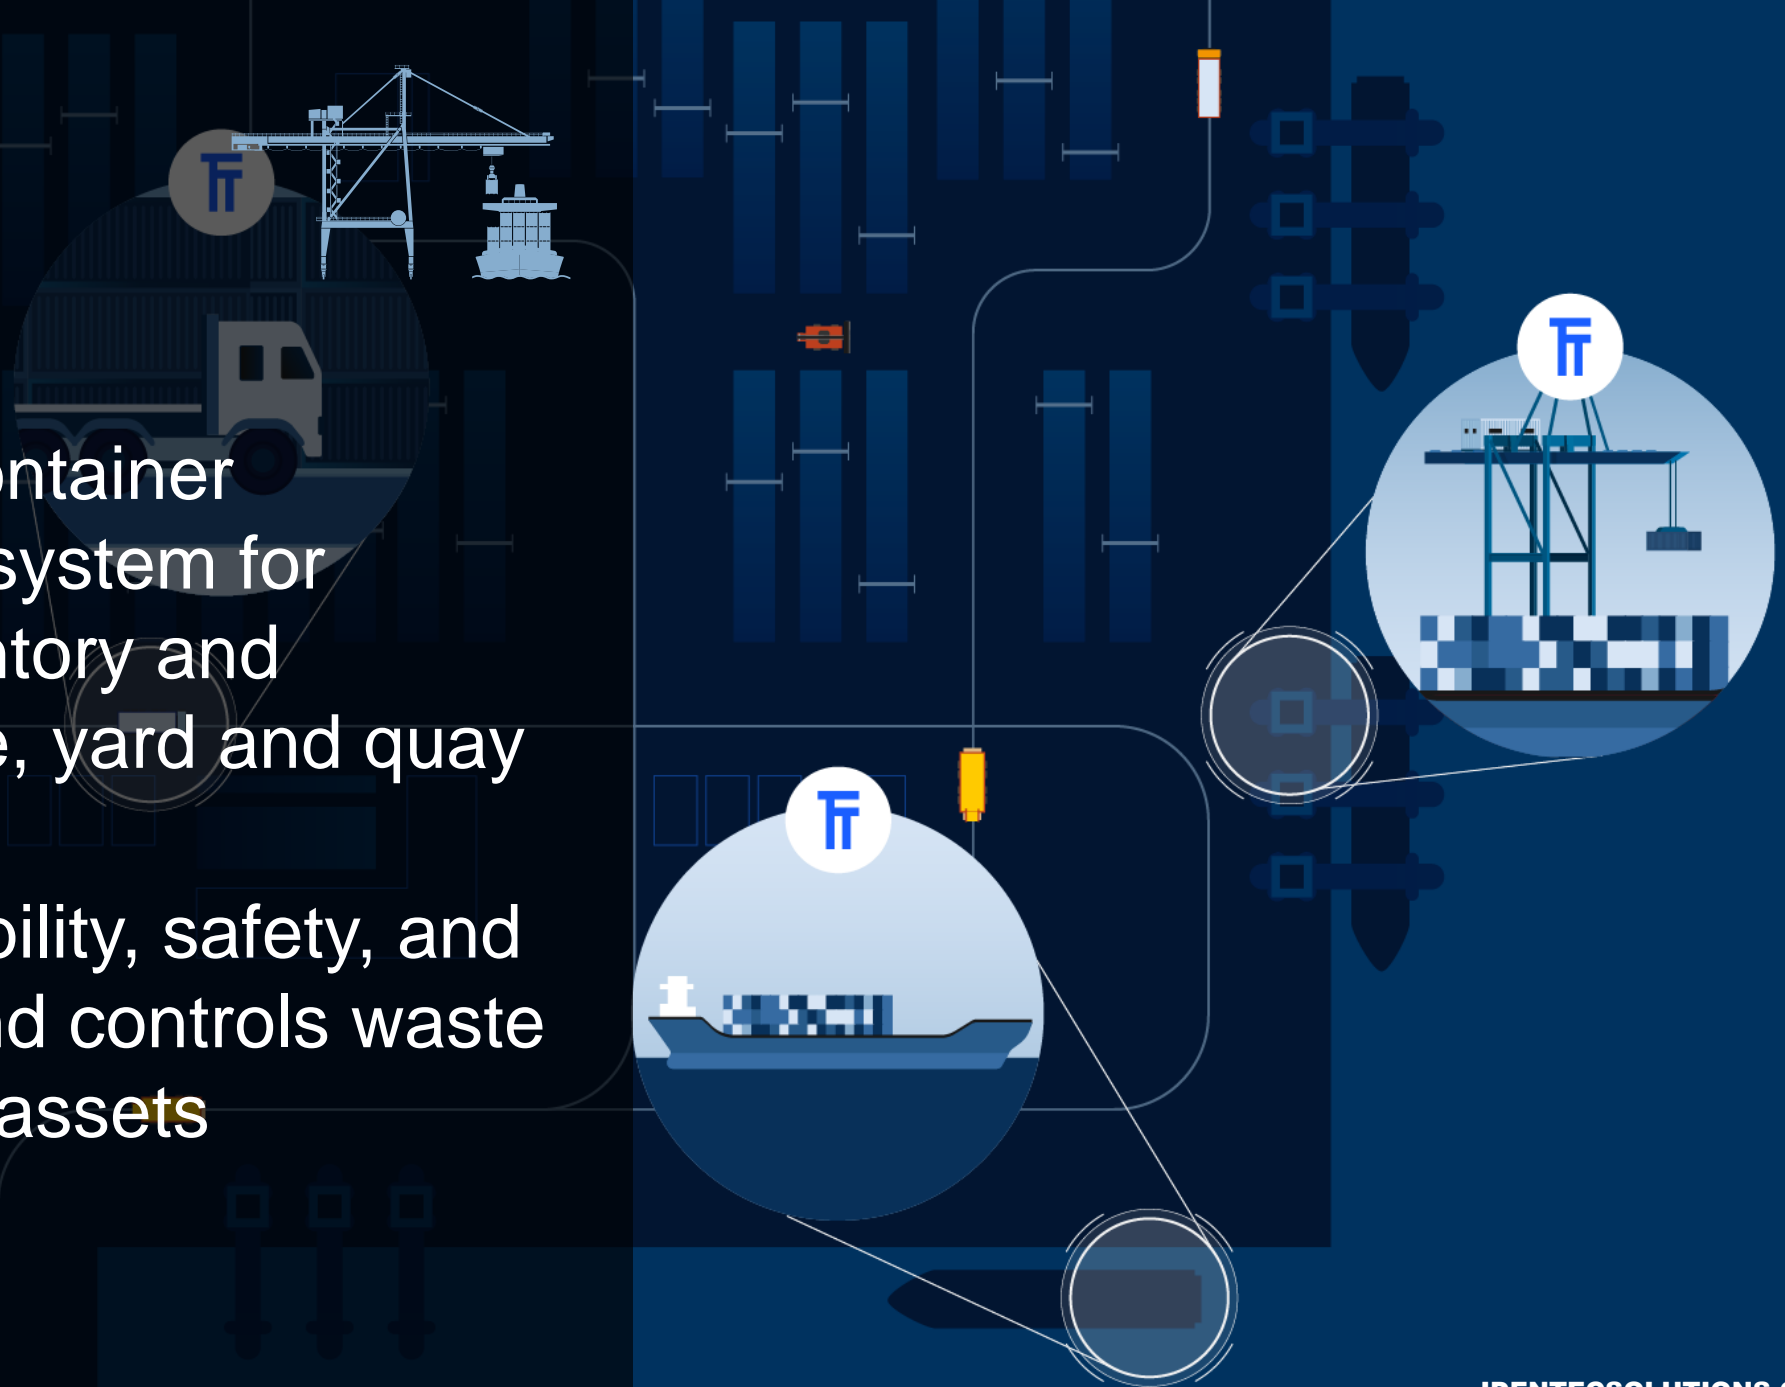 ntainer
system for
ntory and
, yard and quay
bility, safety, and
nd controls waste
assets